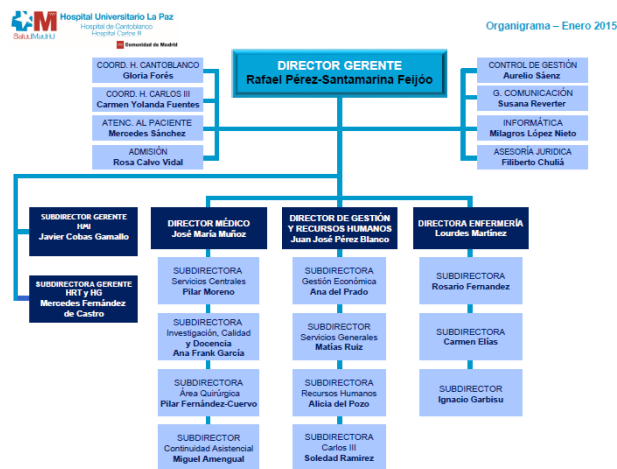 Hospital Universitario La Paz
Hospital de Cantoblanco
Hospital Carlos III
SaludMadrid
Comunidad de Madrid
Organigrama – Enero 2015
DIRECTOR GERENTE
Rafael Pérez-Santamarina Feijóo
COORD. H. CANTOBLANCO
Gloria Forés
COORD. H. CARLOS III
Carmen Yolanda Fuentes
ATENC. AL PACIENTE
Mercedes Sánchez
ADMISIÓN
Rosa Calvo Vidal
CONTROL DE GESTIÓN
Aurelio Sáenz
G. COMUNICACIÓN
Susana Reverter
INFORMÁTICA
Milagros López Nieto
ASESORÍA JURIDICA
Filiberto Chuliá
SUBDIRECTOR GERENTE
HMI
Javier Cobas Gamallo
SUBDIRECTORA GERENTE
HRT y HG
Mercedes Fernández
de Castro
DIRECTOR MÉDICO
José María Muñoz
SUBDIRECTORA
Servicios Centrales
Pilar Moreno
SUBDIRECTORA
Investigación, Calidad
y Docencia
Ana Frank García
SUBDIRECTORA
Área Quirúrgica
Pilar Fernández-Cuervo
SUBDIRECTOR
Continuidad Asistencial
Miguel Amengual
DIRECTOR DE GESTIÓN
Y RECURSOS HUMANOS
Juan José Pérez Blanco
SUBDIRECTORA
Gestión Económica
Ana del Prado
SUBDIRECTOR
Servicios Generales
Matías Ruiz
SUBDIRECTORA
Recursos Humanos
Alicia del Pozo
SUBDIRECTORA
Carlos III
Soledad Ramírez
DIRECTORA ENFERMERÍA
Lourdes Martínez
SUBDIRECTORA
Rosario Fernandez
SUBDIRECTORA
Carmen Elías
SUBDIRECTOR
Ignacio Garbisu